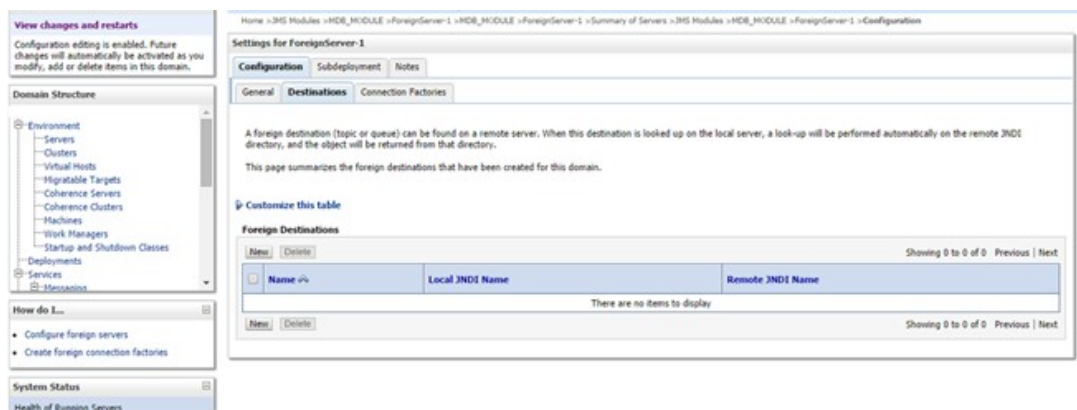 View changes and restarts
Configuration editing is enabled. Future
changes will automatically be activated as you
modify, add or delete items in this domain.
Domain Structure
Environment
Servers
Clusters
Virtual Hosts
Migratable Targets
Coherence Servers
Coherence Clusters
Machines
Work Managers
Startup and Shutdown Classes
Deployments
Services
Messaging
How do I...
Configure foreign servers
Create foreign connection factories
System Status
Health of Running Servers
Home >JMS Modules >MDB_MODULE >ForeignServer-1 >MDB_MODULE >ForeignServer-1 >Summary of Servers >JMS Modules >MDB_MODULE >ForeignServer-1 >Configuration
Settings for ForeignServer-1
Configuration Subdeployment Notes
General Destinations Connection Factories
A foreign destination (topic or queue) can be found on a remote server. When this destination is looked up on the local server, a look-up will be performed automatically on the remote JNDI
directory, and the object will be returned from that directory.
This page summarizes the foreign destinations that have been created for this domain.
Customize this table
Foreign Destinations
New Delete Showing 0 to 0 of 0 Previous | Next
Name Local JNDI Name Remote JNDI Name
There are no items to display
New Delete Showing 0 to 0 of 0 Previous | Next